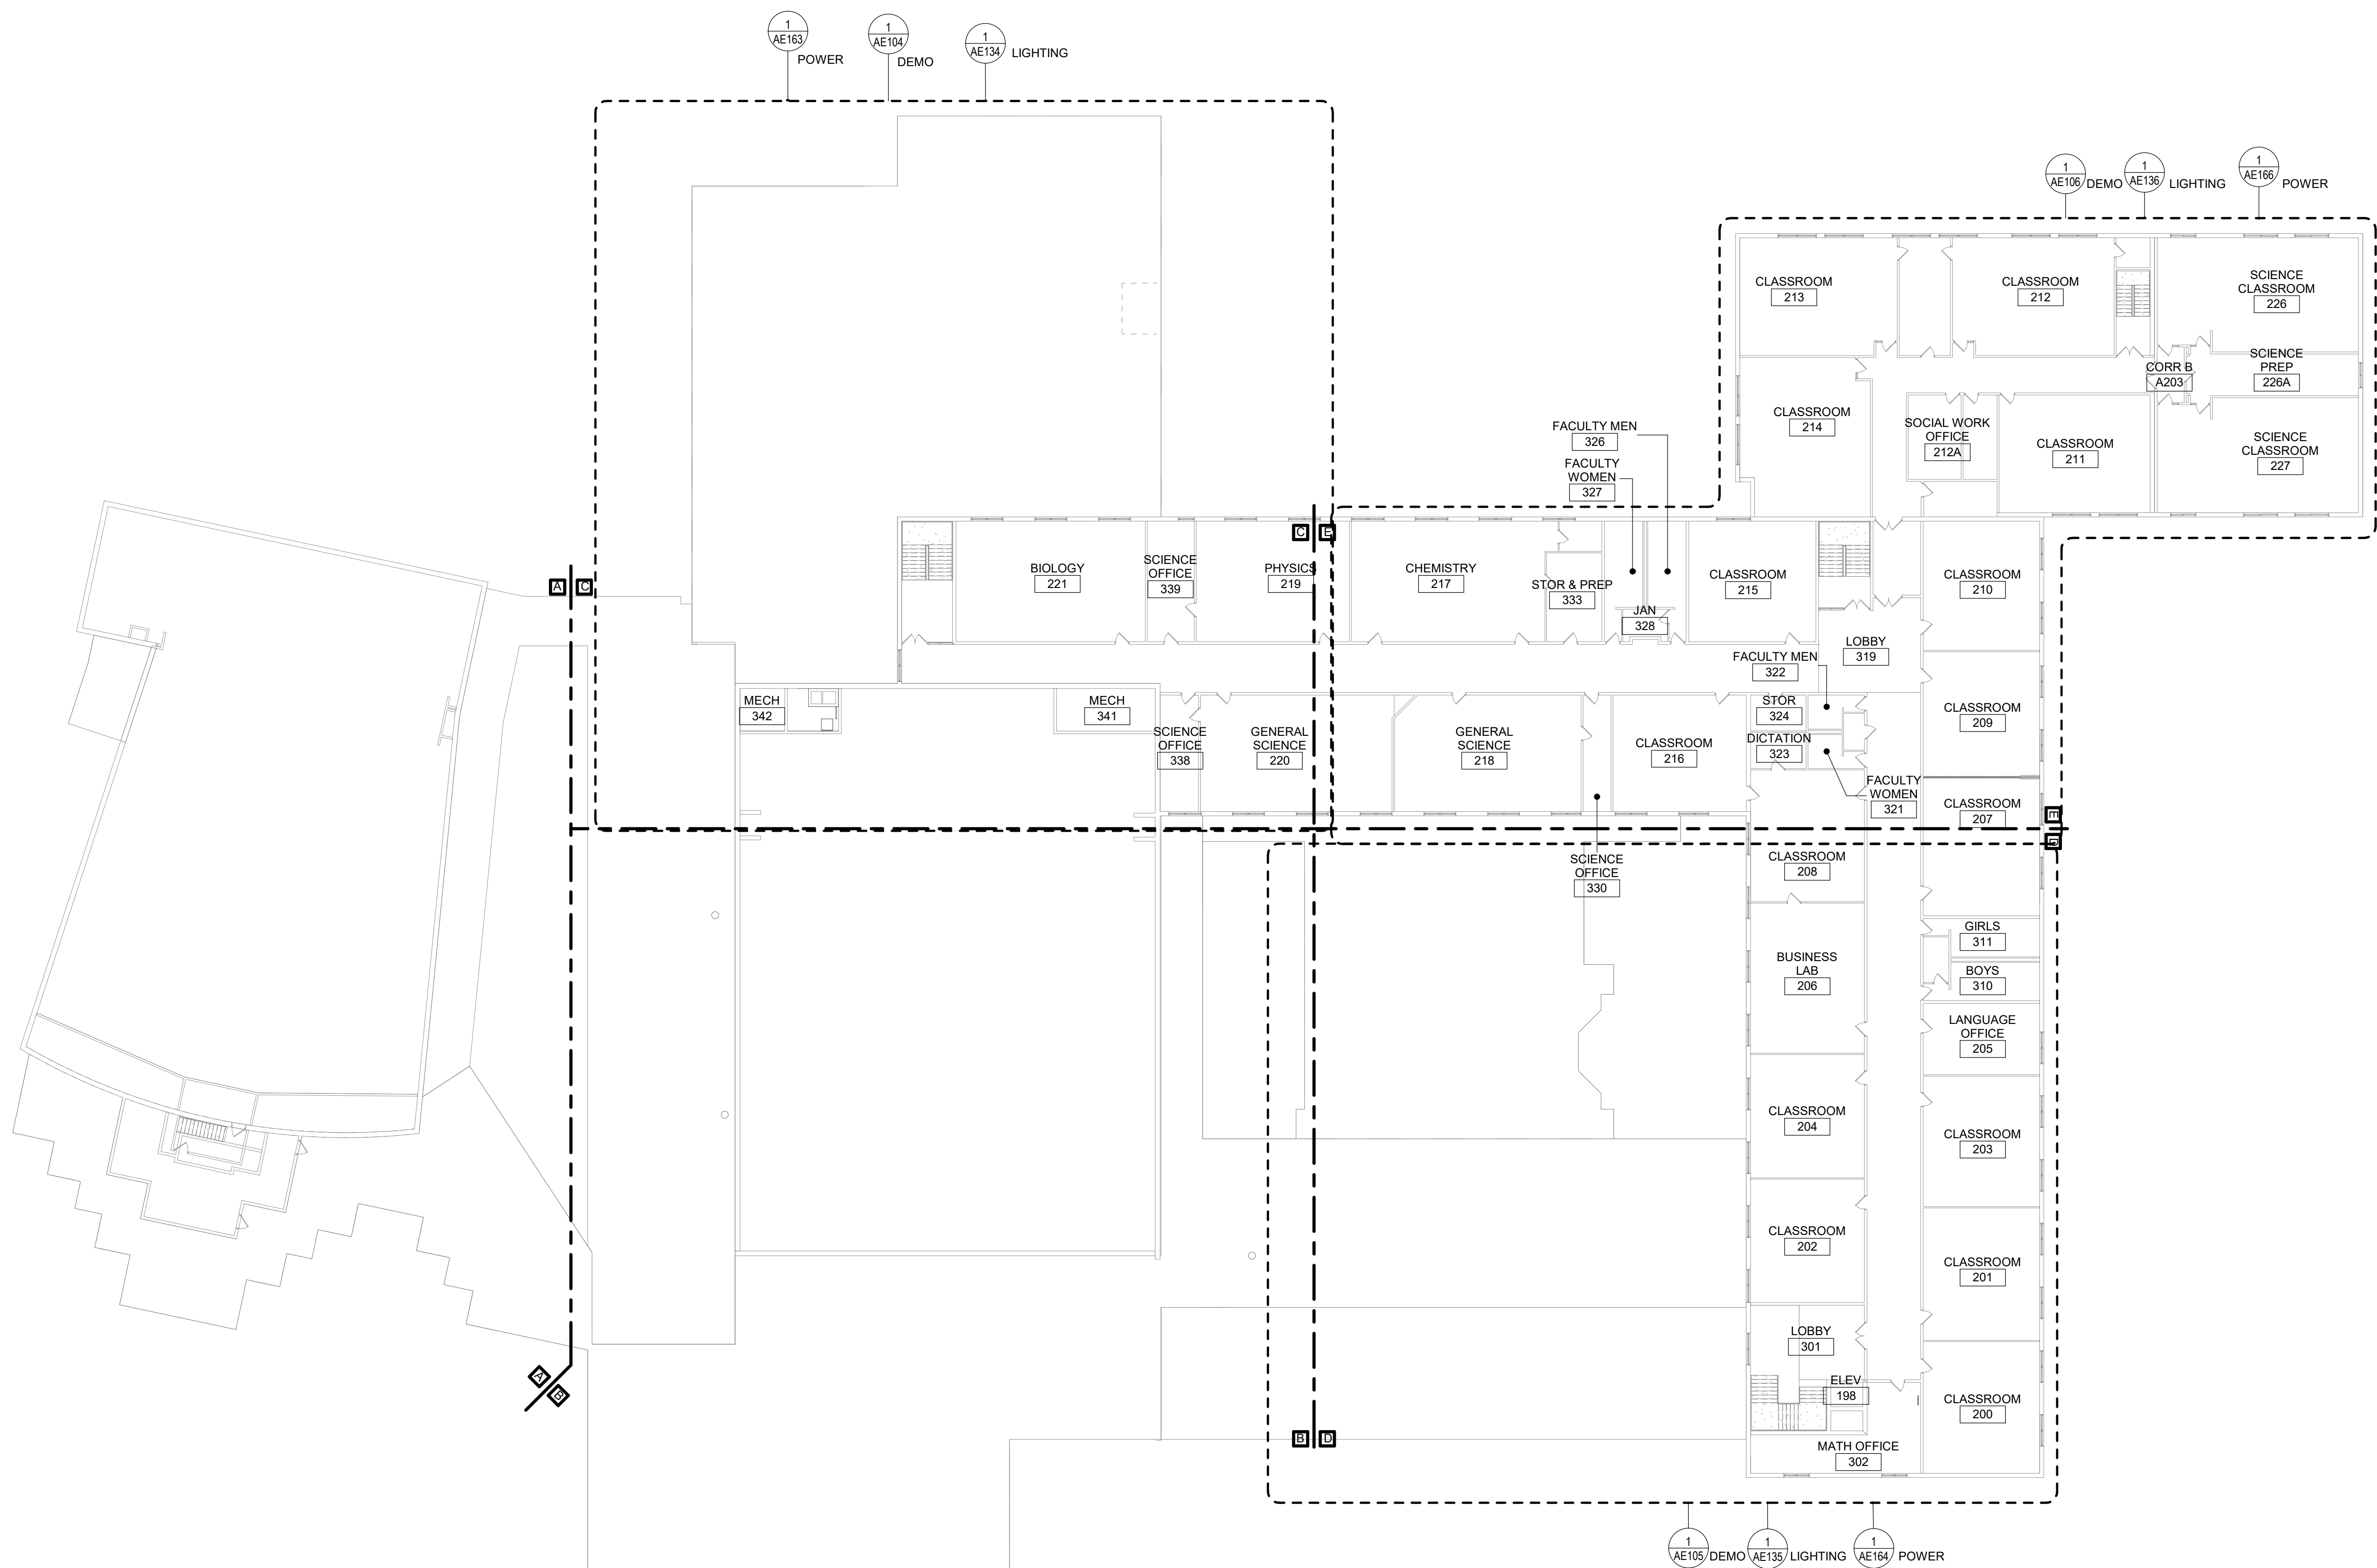 1
AE163
POWER
1
AE104
DEMO
1
AE134
LIGHTING
1
AE106
DEMO
1
AE136
LIGHTING
1
AE166
POWER
CLASSROOM
213
CLASSROOM
212
SCIENCE
CLASSROOM
226
CORR B
A203
SCIENCE
PREP
226A
CLASSROOM
214
SOCIAL WORK
OFFICE
212A
CLASSROOM
211
SCIENCE
CLASSROOM
227
FACULTY MEN
326
FACULTY
WOMEN
327
C
E
A
C
BIOLOGY
221
SCIENCE
OFFICE
339
PHYSICS
219
CHEMISTRY
217
STOR & PREP
333
JAN
328
CLASSROOM
215
CLASSROOM
210
LOBBY
319
FACULTY MEN
322
MECH
342
MECH
341
STOR
324
CLASSROOM
209
SCIENCE
OFFICE
338
GENERAL
SCIENCE
220
GENERAL
SCIENCE
218
CLASSROOM
216
DICTATION
323
FACULTY
WOMEN
321
CLASSROOM
207
E
D
SCIENCE
OFFICE
330
CLASSROOM
208
GIRLS
311
BUSINESS
LAB
206
BOYS
310
LANGUAGE
OFFICE
205
CLASSROOM
204
CLASSROOM
203
CLASSROOM
202
CLASSROOM
201
LOBBY
301
ELEV
198
CLASSROOM
200
A
B
B
D
MATH OFFICE
302
1
AE105
DEMO
1
AE135
LIGHTING
1
AE164
POWER